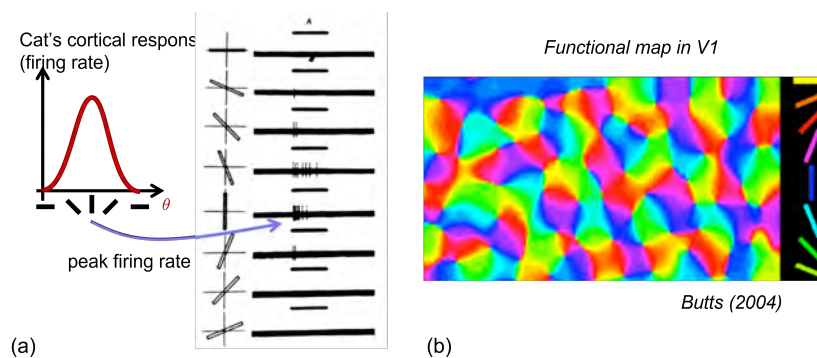 Cat's cortical respons
(firing rate)
θ
peak firing rate
A
(a)
Functional map in V1
Butts (2004)
(b)